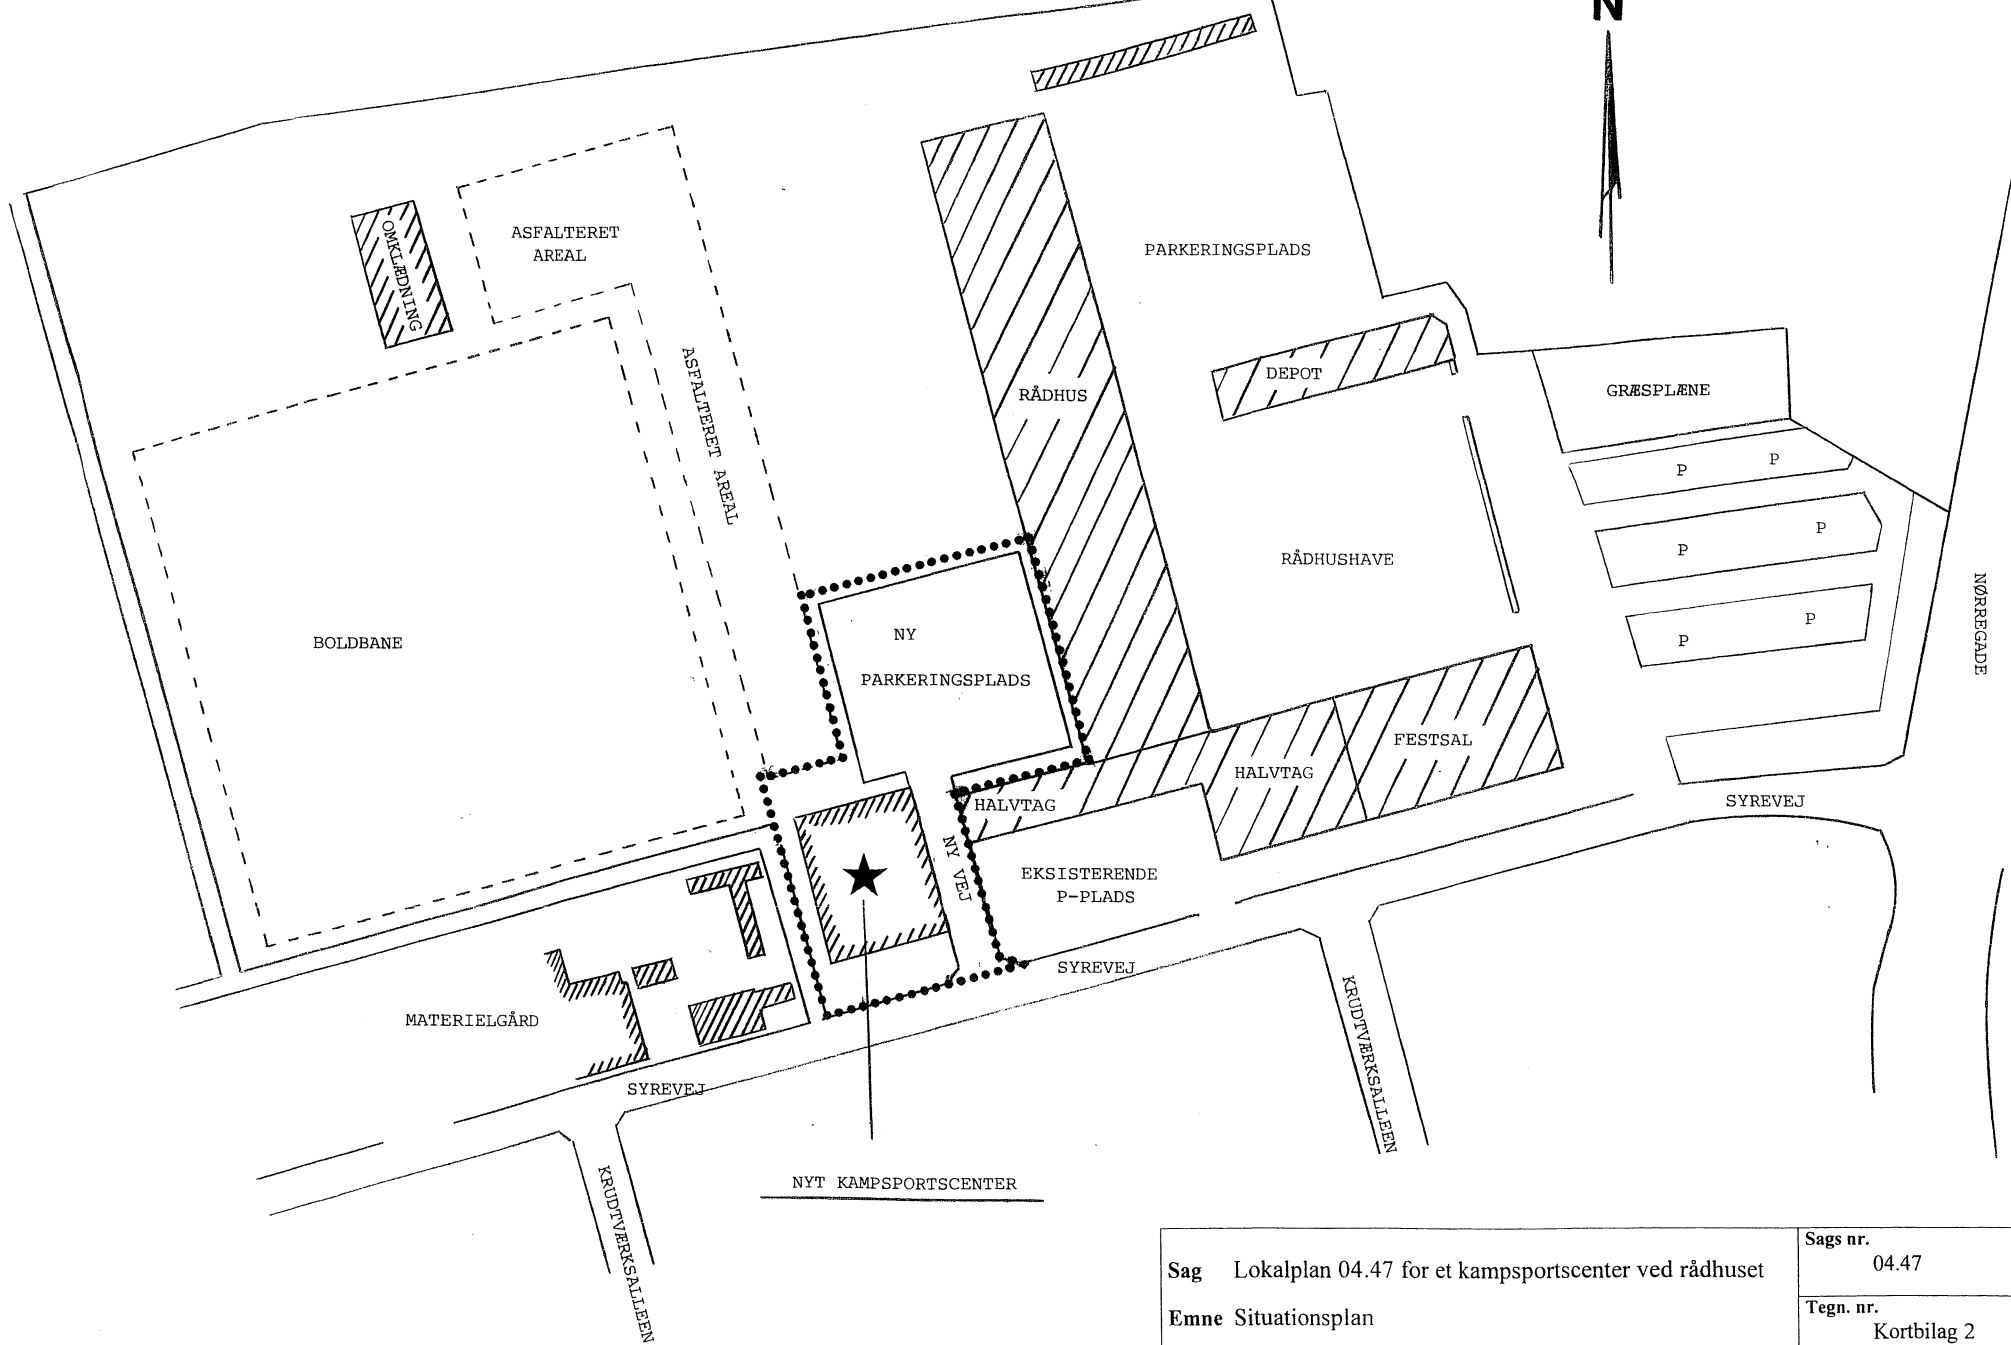 N
ASFALTERET
AREAL
OMKLÆDNING
PARKERINGSPLADS
ASFALTERET AREAL
RÅDHUS
DEPOT
GRÆSPLÆNE
P P
P P
P P
RÅDHUSHAVE
NØRREGADE
BOLDBANE
NY
PARKERINGSPLADS
FESTSAL
HALVTAG
HALVTAG
SYREVEJ
NY VEJ
EKSISTERENDE
P-PLADS
SYREVEJ
MATERIELGÅRD
SYREVEJ
KRUDTVÆRKSALLEEN
KRUDTVÆRKSALLEEN
NYT KAMPSPORTSCENTER
Sag Lokalplan 04.47 for et kampsportscenter ved rådhuset
Emne Situationsplan
Sags nr.
04.47
Tegn. nr.
Kortbilag 2